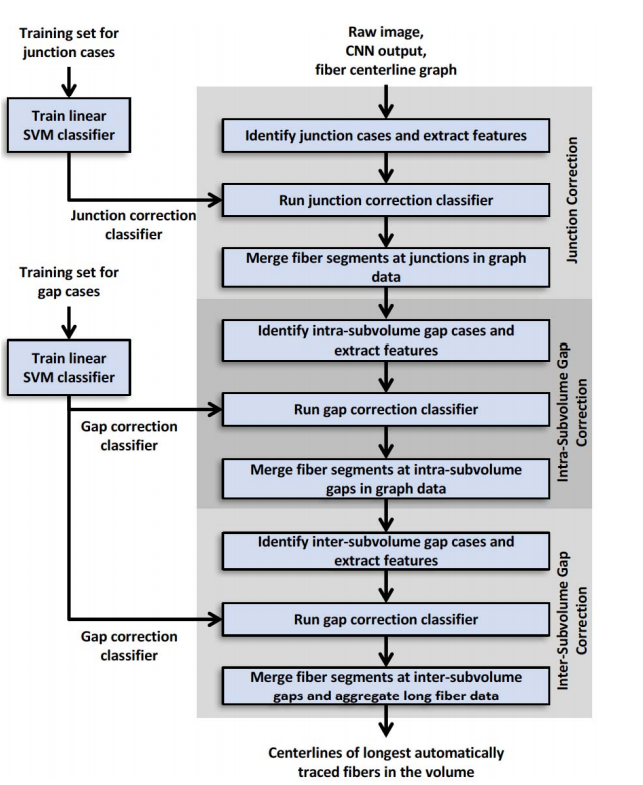 Training set for
junction cases
Raw image,
CNN output,
fiber centerline graph
Train linear
SVM classifier
Identify junction cases and extract features
Run junction correction classifier
Junction correction
classifier
Merge fiber segments at junctions in graph
data
Junction Correction
Training set for
gap cases
Train linear
SVM classifier
Identify intra-subvolume gap cases and
extract features
Run gap correction classifier
Gap correction
classifier
Merge fiber segments at intra-subvolume
gaps in graph data
Intra-Subvolume Gap
Correction
Identify inter-subvolume gap cases and
extract features
Run gap correction classifier
Gap correction
classifier
Merge fiber segments at inter-subvolume
gaps and aggregate long fiber data
Inter-Subvolume Gap
Correction
Centerlines of longest automatically
traced fibers in the volume